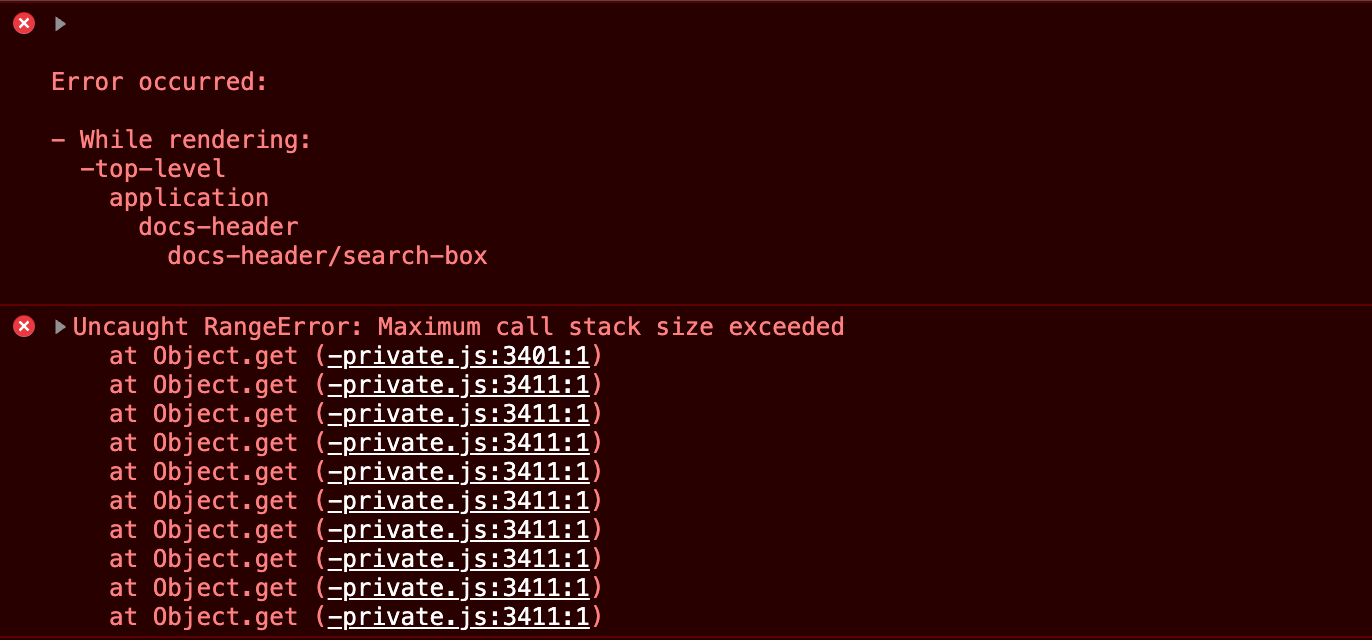 Error occurred:
- While rendering:
-top-level
application
docs-header
docs-header/search-box
Uncaught RangeError: Maximum call stack size exceeded
at Object.get (-private.js:3401:1)
at Object.get (-private.js:3411:1)
at Object.get (-private.js:3411:1)
at Object.get (-private.js:3411:1)
at Object.get (-private.js:3411:1)
at Object.get (-private.js:3411:1)
at Object.get (-private.js:3411:1)
at Object.get (-private.js:3411:1)
at Object.get (-private.js:3411:1)
at Object.get (-private.js:3411:1)